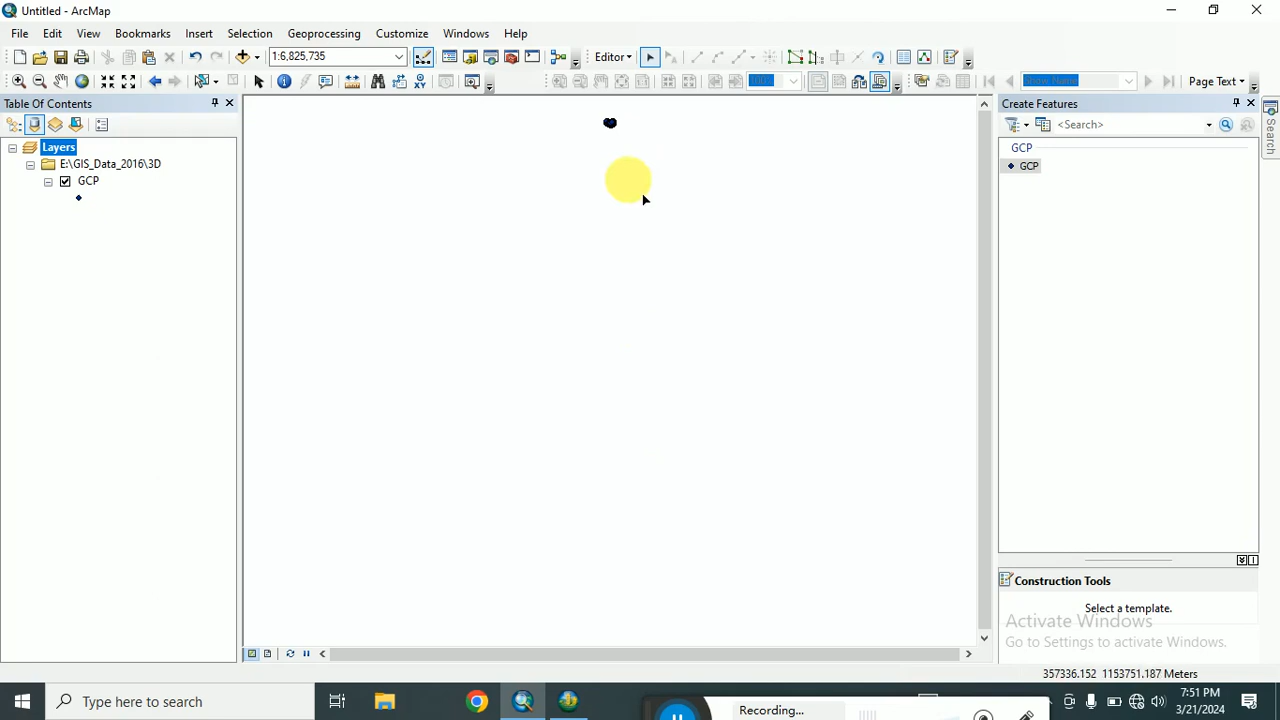 Untitled - ArcMap
File Edit View Bookmarks Insert Selection Geoprocessing Customize Windows Help
1:6,825,735 Editor
Page Text
Table Of Contents
Create Features
<Search>
Search
Layers
E:\GIS_Data_2016\3D
GCP
GCP
GCP
Construction Tools
Select a template.
Activate Windows
Go to Settings to activate Windows.
357336.152 1153751.187 Meters
Type here to search
Recording...
7:51 PM
3/21/2024